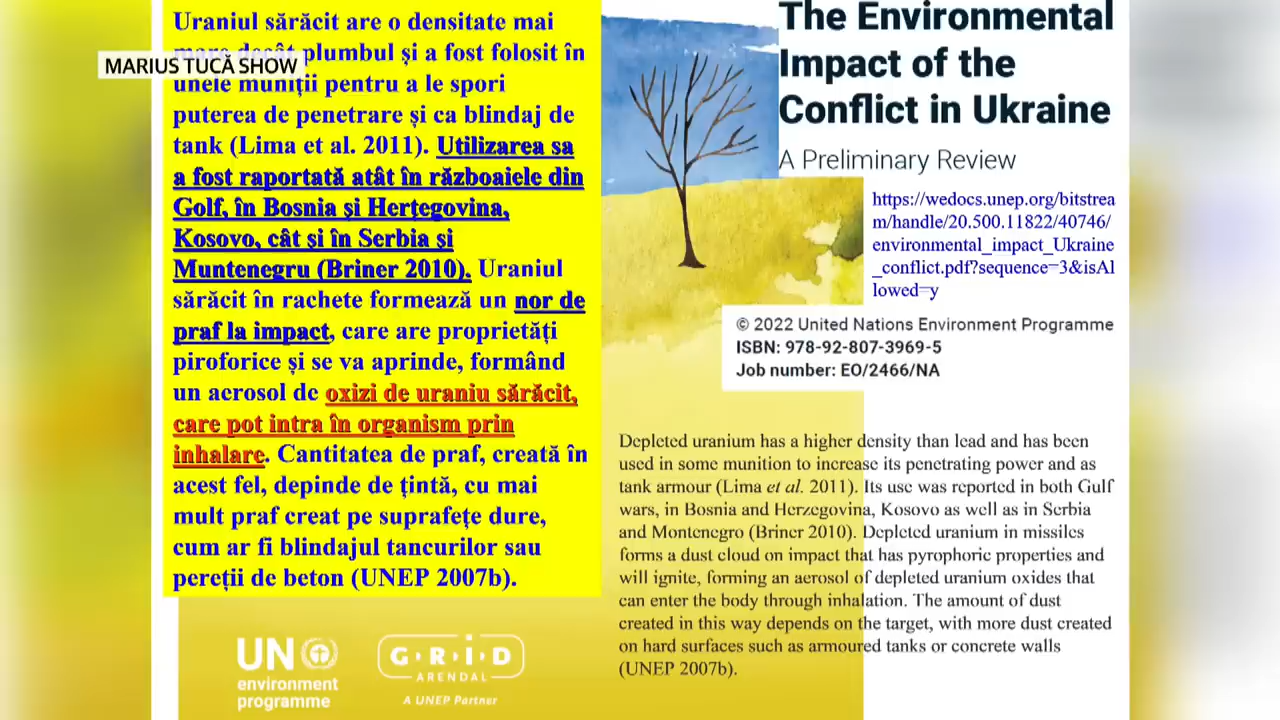 Uraniul sărăcit are o densitate mai
mare decât plumbul și a fost folosit în
MARIUS TUCĂ SHOW
unele muniții pentru a le spori
puterea de penetrare și ca blindaj de
tank (Lima et al. 2011). Utilizarea sa
a fost raportată atât în războaiele din
Golf, în Bosnia și Herțegovina,
Kosovo, cât și în Serbia și
Muntenegru (Briner 2010). Uraniul
sărăcit în rachete formează un nor de
praf la impact, care are proprietăți
piroforice și se va aprinde, formând
un aerosol de oxizi de uraniu sărăcit,
care pot intra în organism prin
inhalare. Cantitatea de praf, creată în
acest fel, depinde de țintă, cu mai
mult praf creat pe suprafețe dure,
cum ar fi blindajul tancurilor sau
pereții de beton (UNEP 2007b).
The Environmental
Impact of the
Conflict in Ukraine
A Preliminary Review
https://wedocs.unep.org/bitstrea
m/handle/20.500.11822/40746/
environmental_impact_Ukraine
_conflict.pdf?sequence=3&isAl
lowed=y
© 2022 United Nations Environment Programme
ISBN: 978-92-807-3969-5
Job number: EO/2466/NA
Depleted uranium has a higher density than lead and has been
used in some munition to increase its penetrating power and as
tank armour (Lima et al. 2011). Its use was reported in both Gulf
wars, in Bosnia and Herzegovina, Kosovo as well as in Serbia
and Montenegro (Briner 2010). Depleted uranium in missiles
forms a dust cloud on impact that has pyrophoric properties and
will ignite, forming an aerosol of depleted uranium oxides that
can enter the body through inhalation. The amount of dust
created in this way depends on the target, with more dust created
on hard surfaces such as armoured tanks or concrete walls
(UNEP 2007b).
UN
environment
programme
GRID
ARENDAL
A UNEP Partner